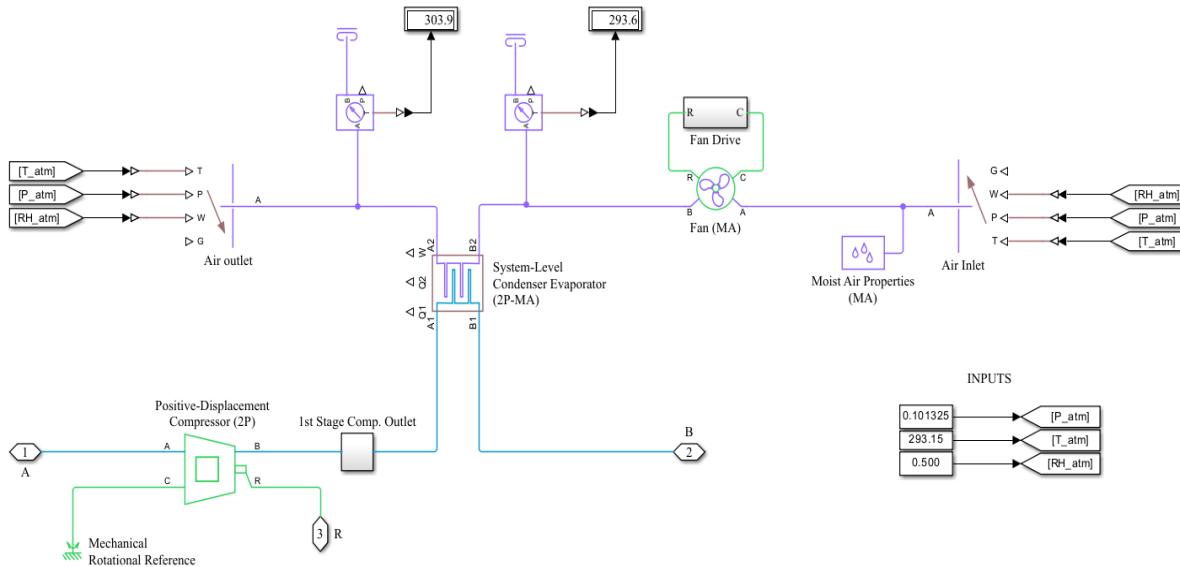 303.9
293.6
B
P
T
A
B
P
T
A
R
C
Fan Drive
[T_atm]
[P_atm]
[RH_atm]
T
P
W
G
A
Air outlet
R
C
B
A
Fan (MA)
A
G
W
P
T
[RH_atm]
[P_atm]
[T_atm]
Air Inlet
Moist Air Properties
(MA)
A2
B2
W
Q2
Q1
A1
B1
System-Level
Condenser Evaporator
(2P-MA)
INPUTS
0.101325
[P_atm]
293.15
[T_atm]
0.500
[RH_atm]
Positive-Displacement
Compressor (2P)
1st Stage Comp. Outlet
1
A
A
B
C
R
B
2
3
R
Mechanical
Rotational Reference